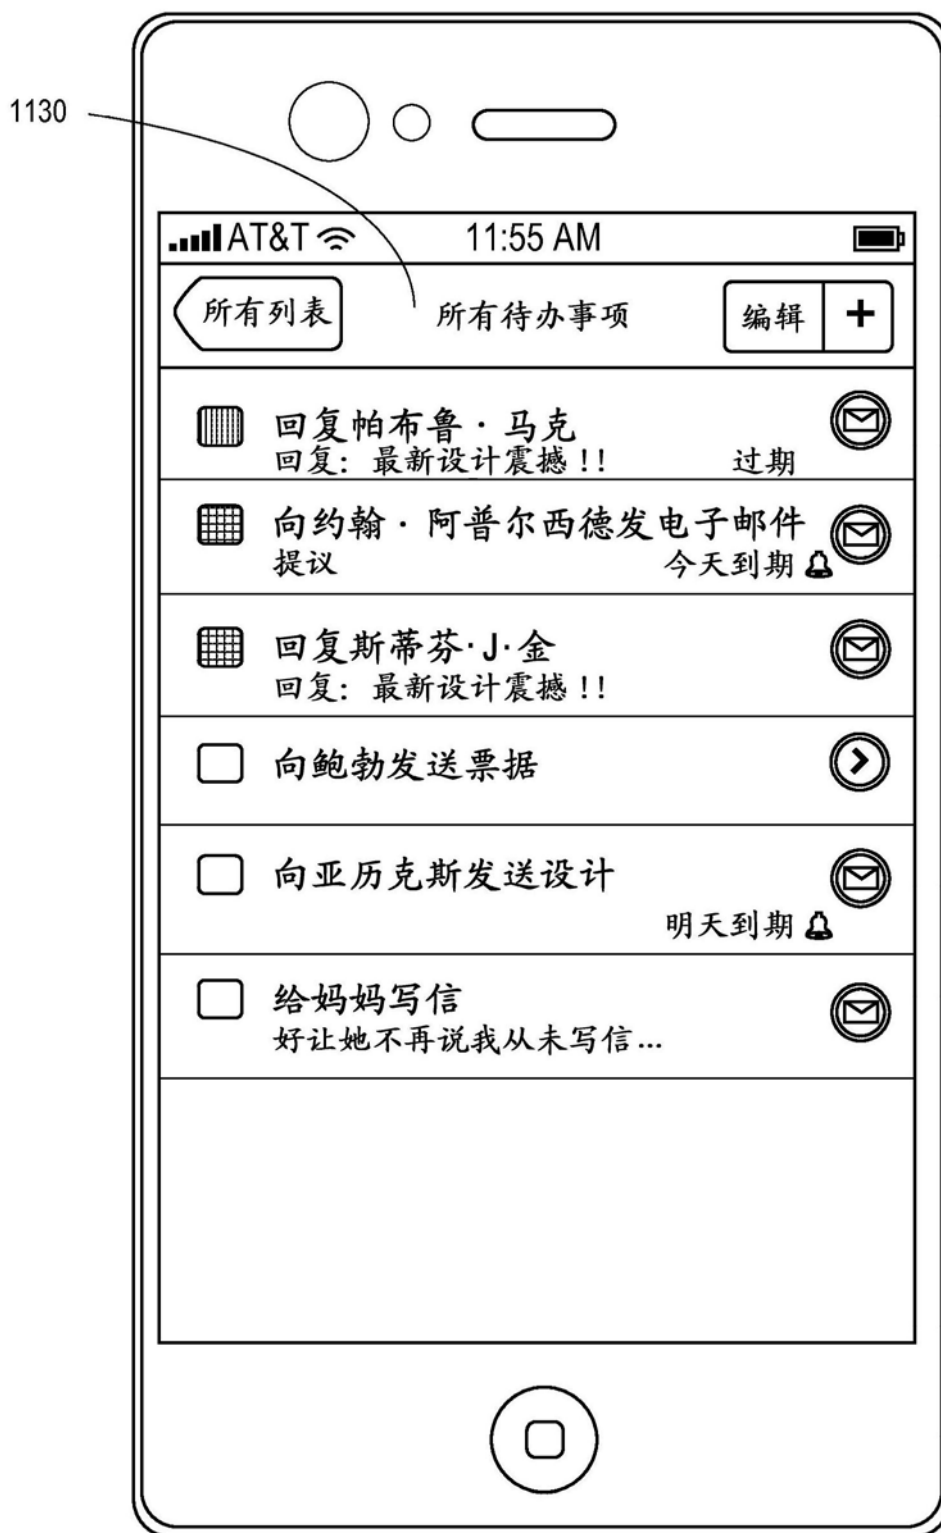 1130
AT&T 11:55 AM
所有列表 所有待办事项 编辑 +
回复帕布鲁·马克
回复：最新设计震撼!! 过期
向约翰·阿普尔西德发电子邮件
提议 今天到期
回复斯蒂芬·J·金
回复：最新设计震撼!!
向鲍勃发送票据
向亚历克斯发送设计
明天到期
给妈妈写信
好让她不再说我从未写信...